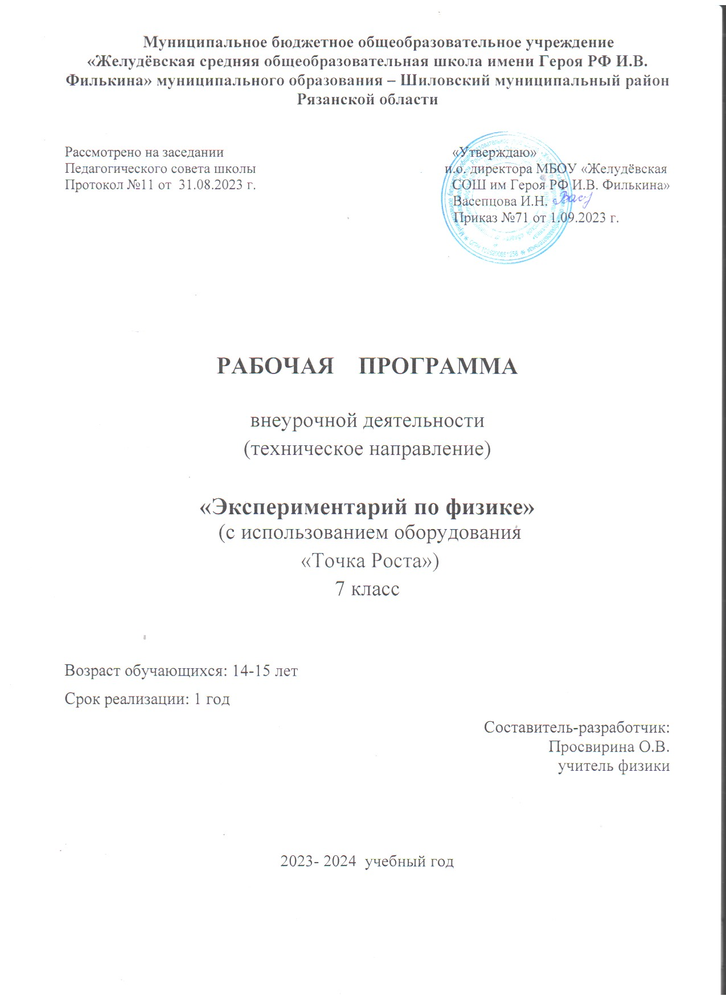 Муниципальное бюджетное общеобразовательное учреждение
«Желудёвская средняя общеобразовательная школа имени Героя РФ И.В.
Филькина» муниципального образования – Шиловский муниципальный район
Рязанской области
Рассмотрено на заседании
Педагогического совета школы
Протокол №11 от 31.08.2023 г.
«Утверждаю»
и.о. директора МБОУ «Желудёвская
СОШ им Героя РФ И.В. Филькина»
Васепцова И.Н.
Приказ №71 от 1.09.2023 г.
РАБОЧАЯ ПРОГРАММА
внеурочной деятельности
(техническое направление)
«Экспериментарий по физике»
(с использованием оборудования
«Точка Роста»)
7 класс
Возраст обучающихся: 14-15 лет
Срок реализации: 1 год
Составитель-разработчик:
Просвирина О.В.
учитель физики
2023- 2024 учебный год